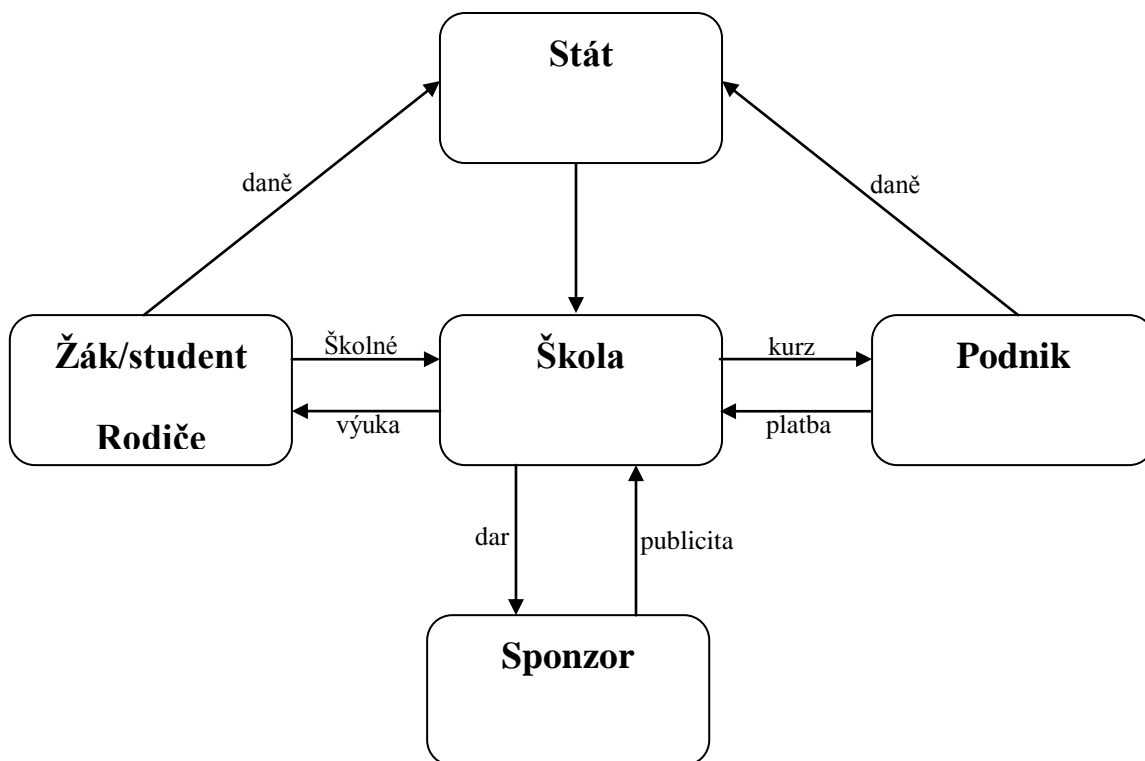 Stát
daně
daně
Žák/student
Rodiče
Školné
výuka
Škola
kurz
platba
Podnik
dar
publicita
Sponzor